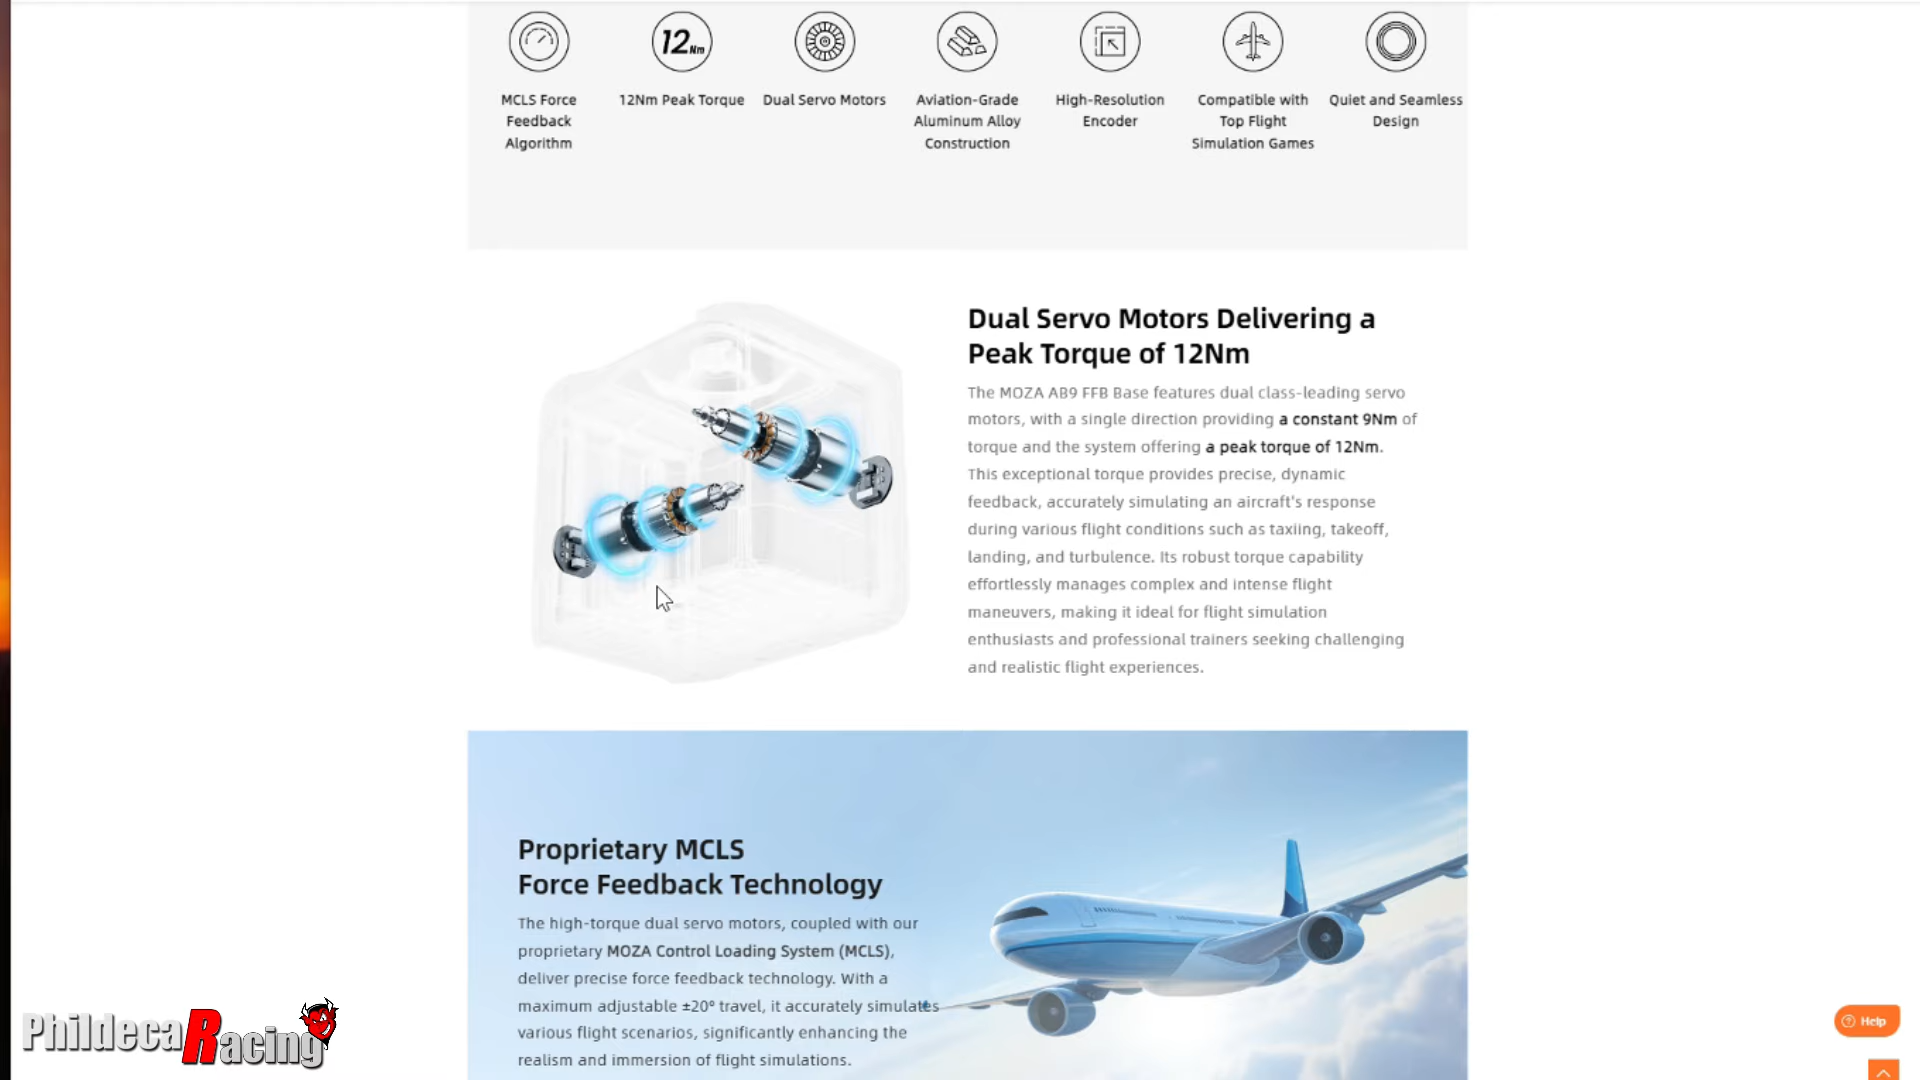 12Nm
MCLS Force
Feedback
Algorithm
12Nm Peak Torque
Dual Servo Motors
Aviation-Grade
Aluminum Alloy
Construction
High-Resolution
Encoder
Compatible with
Top Flight
Simulation Games
Quiet and Seamless
Design
Dual Servo Motors Delivering a
Peak Torque of 12Nm
The MOZA AB9 FFB Base features dual class-leading servo
motors, with a single direction providing a constant 9Nm of
torque and the system offering a peak torque of 12Nm.
This exceptional torque provides precise, dynamic
feedback, accurately simulating an aircraft's response
during various flight conditions such as taxiing, takeoff,
landing, and turbulence. Its robust torque capability
effortlessly manages complex and intense flight
maneuvers, making it ideal for flight simulation
enthusiasts and professional trainers seeking challenging
and realistic flight experiences.
Proprietary MCLS
Force Feedback Technology
The high-torque dual servo motors, coupled with our
proprietary MOZA Control Loading System (MCLS),
deliver precise force feedback technology. With a
maximum adjustable ±20° travel, it accurately simulates
various flight scenarios, significantly enhancing the
realism and immersion of flight simulations.
PhildecaRacing
Help